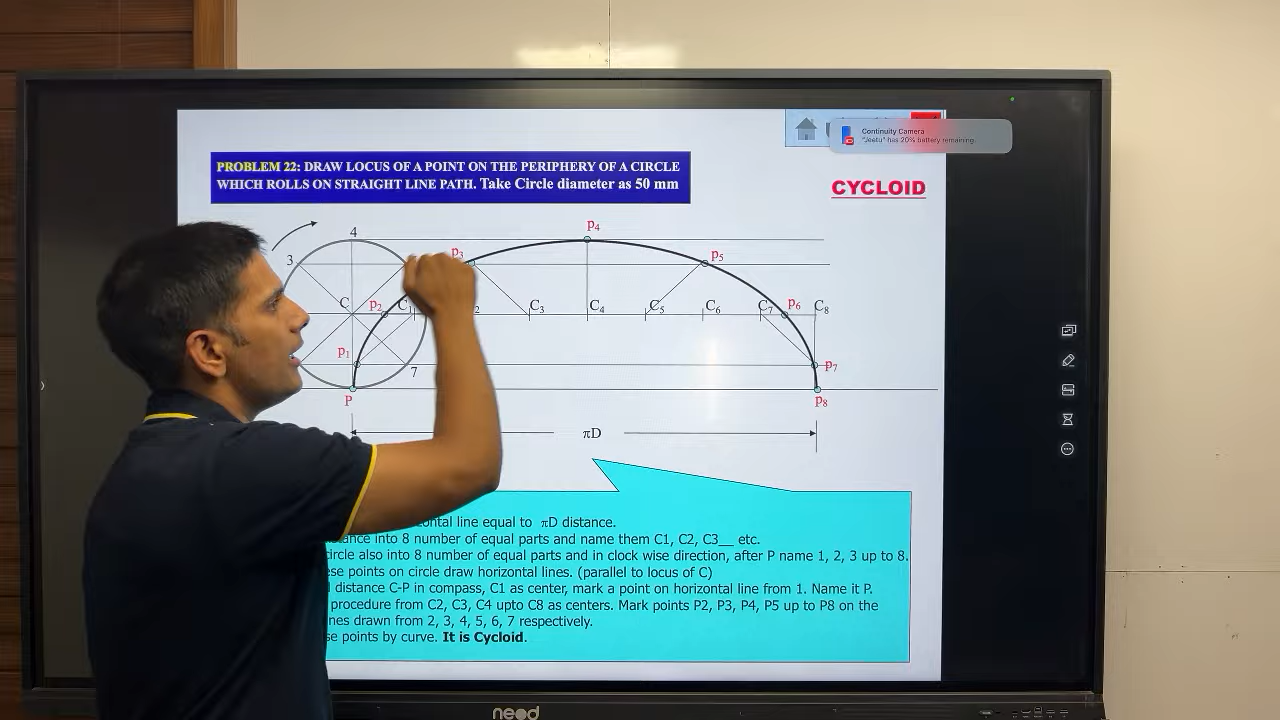 Continuity Camera
"Jeetu" has 20% battery remaining.
PROBLEM 22: DRAW LOCUS OF A POINT ON THE PERIPHERY OF A CIRCLE
WHICH ROLLS ON STRAIGHT LINE PATH. Take Circle diameter as 50 mm
CYCLOID
4
p4
3
p3
p5
C
p2
C1
2
C3
C4
C5
C6
C7
p6
C8
p1
7
p7
P
p8
πD
line equal to πD distance.
into 8 number of equal parts and name them C1, C2, C3__ etc.
also into 8 number of equal parts and in clock wise direction, after P name 1, 2, 3 up to 8.
points on circle draw horizontal lines. (parallel to locus of C)
distance C-P in compass, C1 as center, mark a point on horizontal line from 1. Name it P.
procedure from C2, C3, C4 upto C8 as centers. Mark points P2, P3, P4, P5 up to P8 on the
drawn from 2, 3, 4, 5, 6, 7 respectively.
points by curve. It is Cycloid.
neod